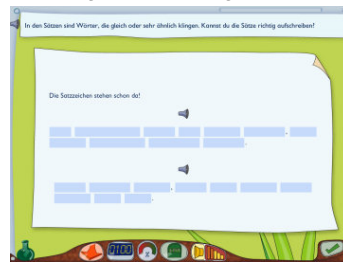 In den Sätzen sind Wörter, die gleich oder sehr ähnlich klingen. Kannst du die Sätze richtig aufschreiben?
Die Satzzeichen stehen schon da!